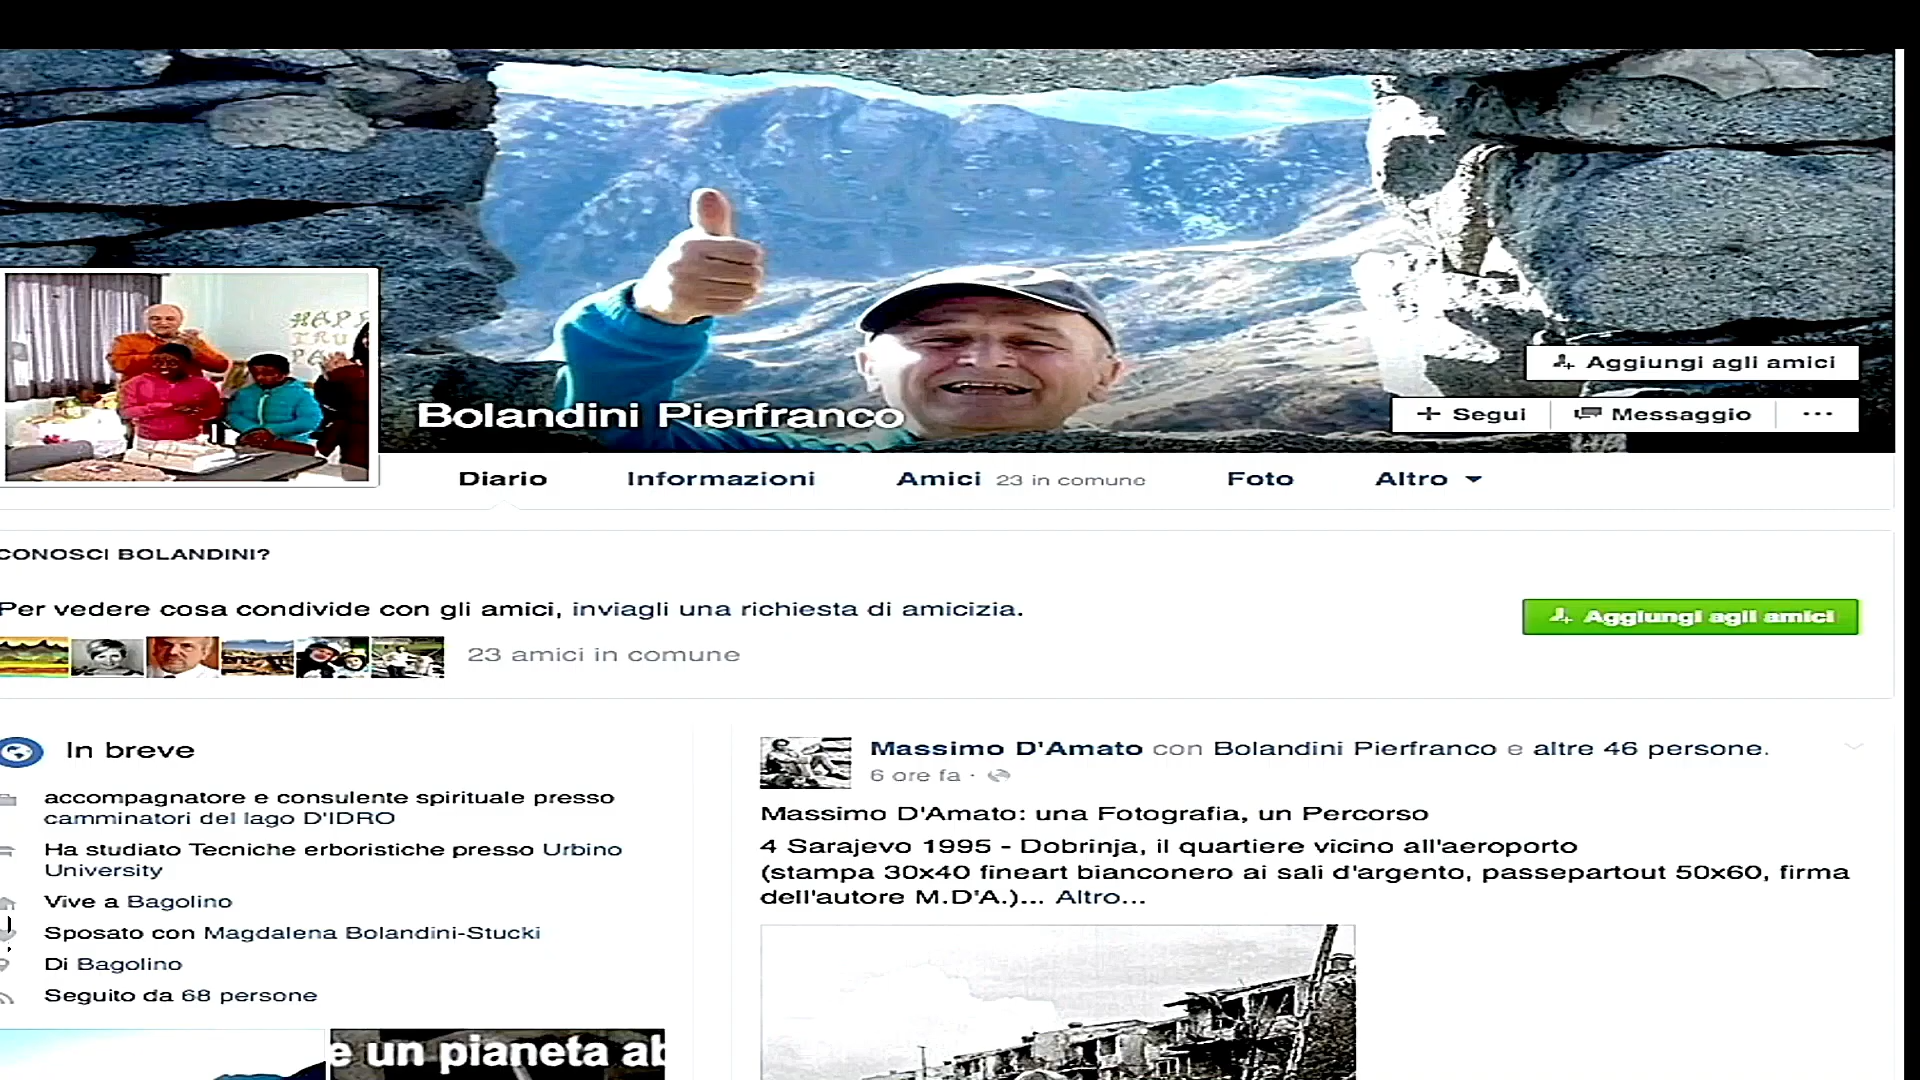 Aggiungi agli amici
Bolandini Pierfranco
Segui Messaggio ...
Diario Informazioni Amici 23 in comune Foto Altro
CONOSCI BOLANDINI?
Per vedere cosa condivide con gli amici, inviagli una richiesta di amicizia.
Aggiungi agli amici
23 amici in comune
In breve
accompagnatore e consulente spirituale presso
camminatori del lago D'IDRO
Ha studiato Tecniche erboristiche presso Urbino
University
Vive a Bagolino
Sposato con Magdalena Bolandini-Stucki
Di Bagolino
Seguito da 68 persone
e un pianeta ab
Massimo D'Amato con Bolandini Pierfranco e altre 46 persone.
6 ore fa ·
Massimo D'Amato: una Fotografia, un Percorso
4 Sarajevo 1995 - Dobrinja, il quartiere vicino all'aeroporto
(stampa 30x40 fineart bianconero ai sali d'argento, passepartout 50x60, firma
dell'autore M.D'A.)... Altro...